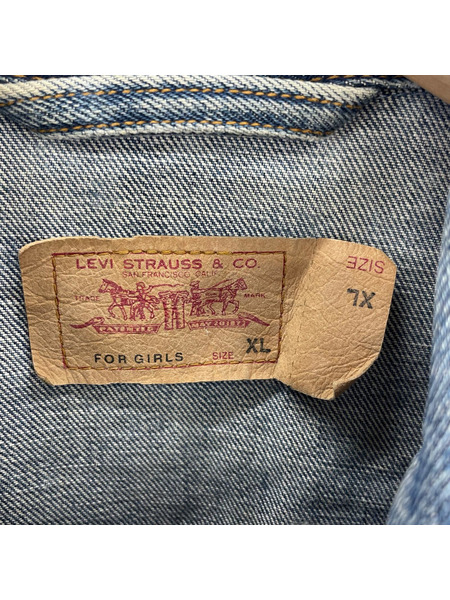 LEVI STRAUSS & CO.
SAN FRANCISCO, CALIF.
TRADE MARK
FOR GIRLS SIZE XL
SIZE
XL